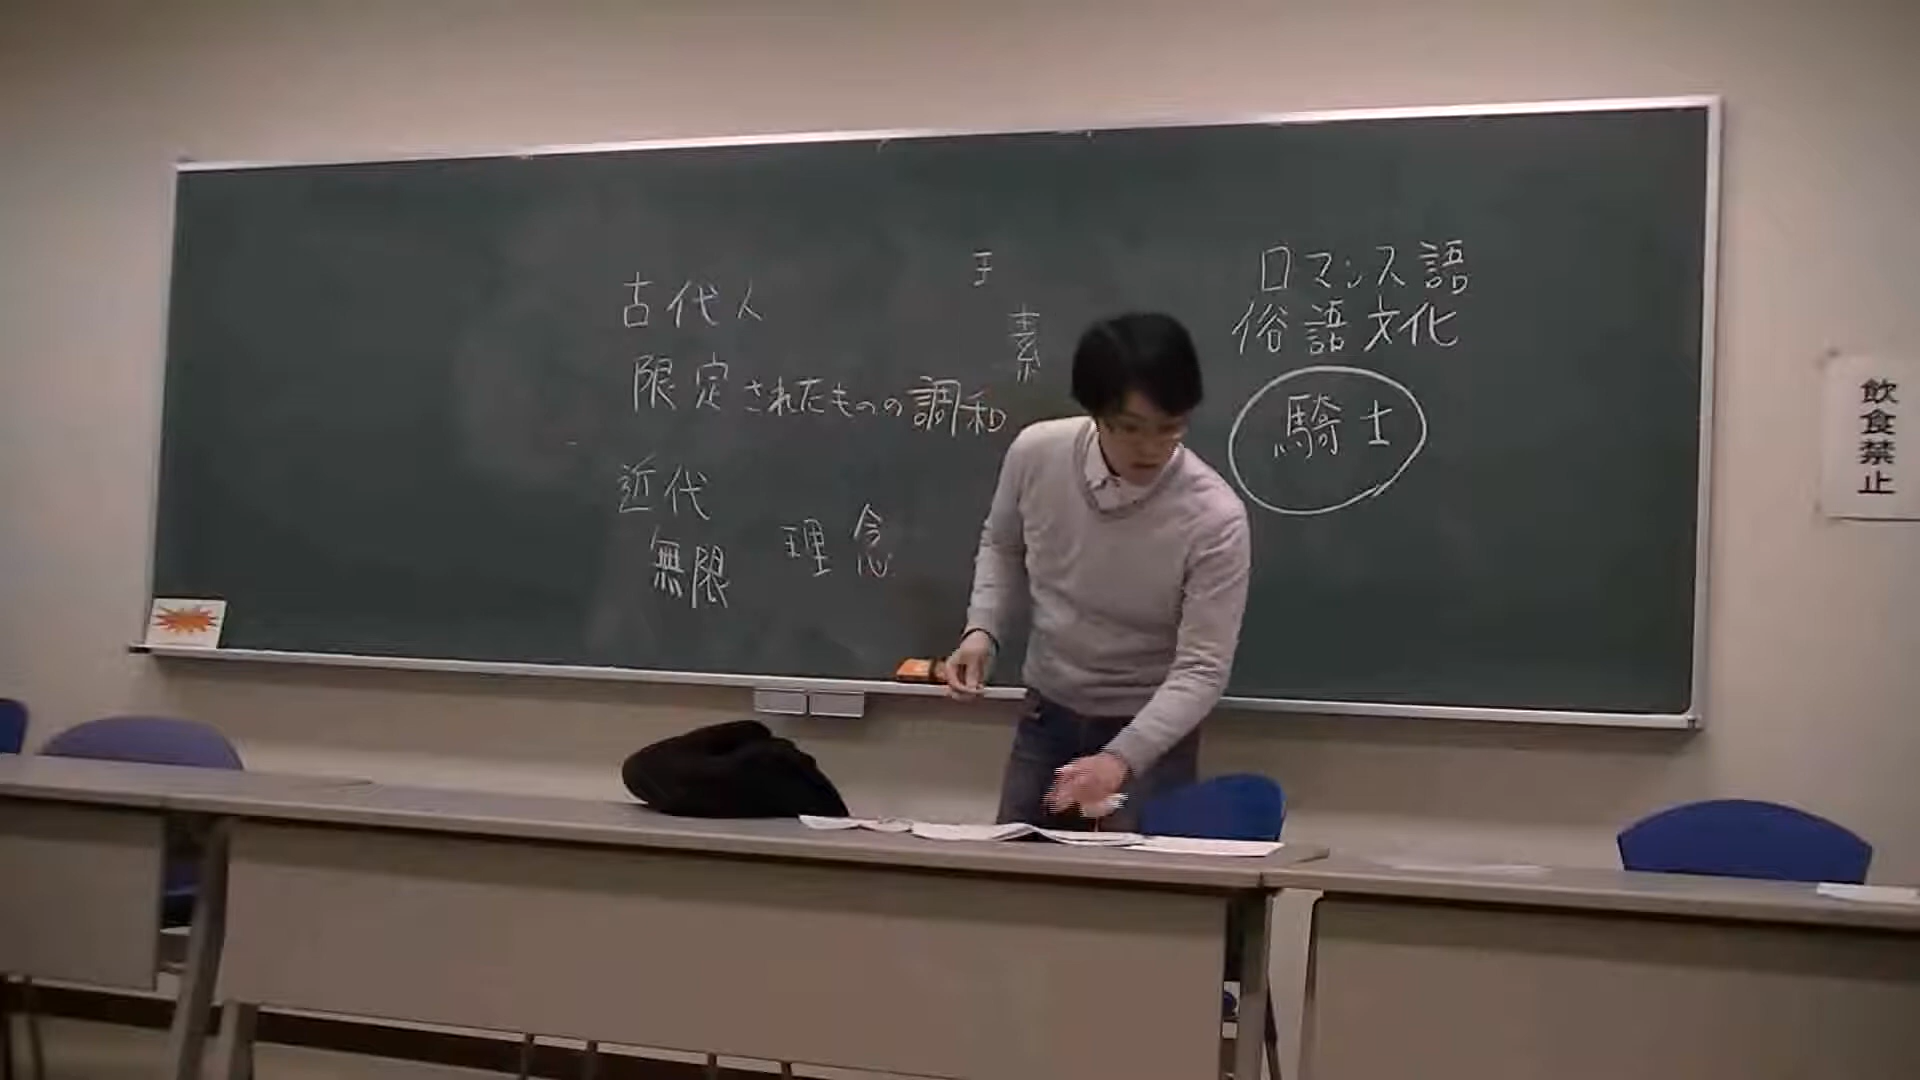 古代人
限定されたものの調和
近代
無限
理念
素
ロマンス語
俗語文化
騎士
飲食禁止